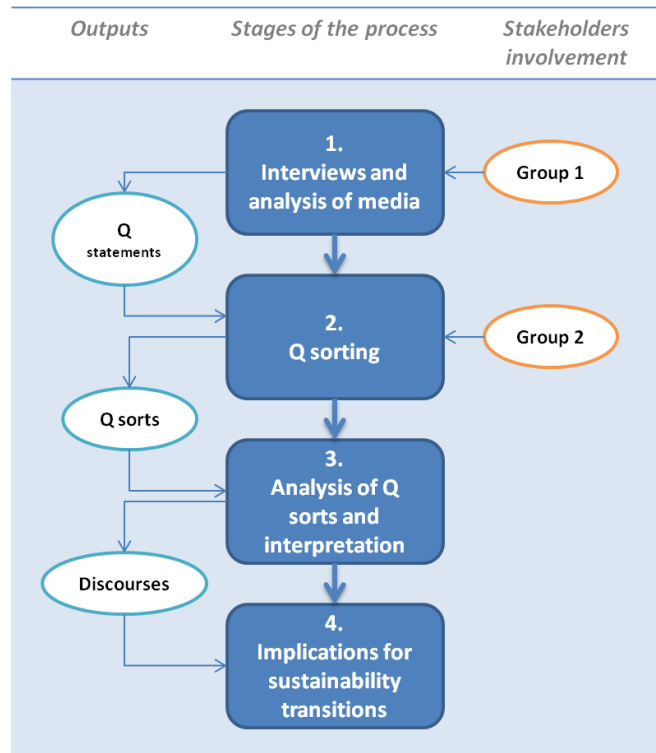 Outputs
Stages of the process
Stakeholders
involvement
1.
Interviews and
analysis of media
Group 1
Q
statements
2.
Q sorting
Group 2
Q sorts
3.
Analysis of Q
sorts and
interpretation
Discourses
4.
Implications for
sustainability
transitions